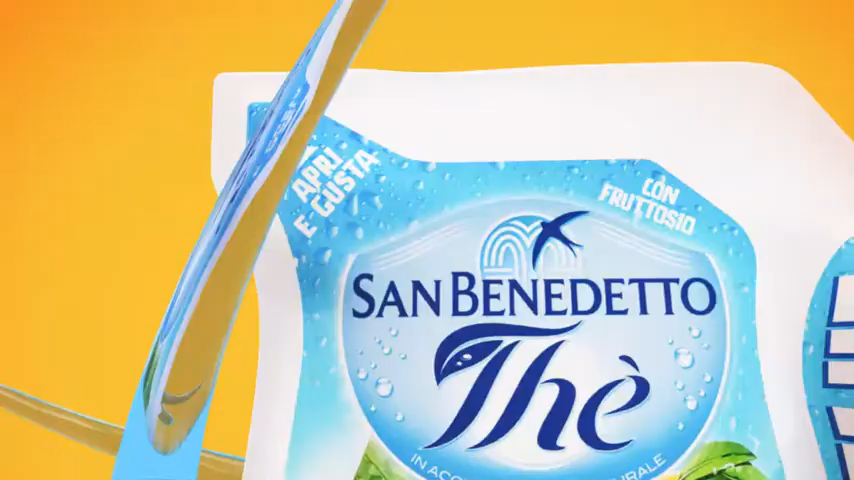 APRI
E GUSTA
CON
FRUTTOSIO
SAN BENEDETTO
Thè